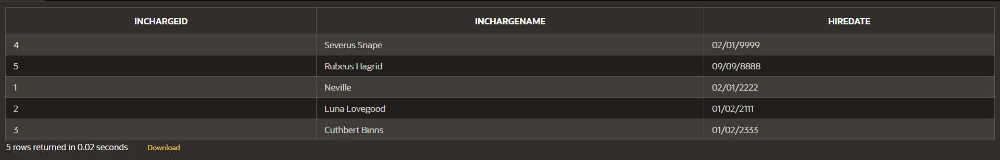 INCHARGEID INCHARGENAME HIREDATE
4 Severus Snape 02/01/9999
5 Rubeus Hagrid 09/09/8888
1 Neville 02/01/2222
2 Luna Lovegood 01/02/2111
3 Cuthbert Binns 01/02/2333
5 rows returned in 0.02 seconds Download